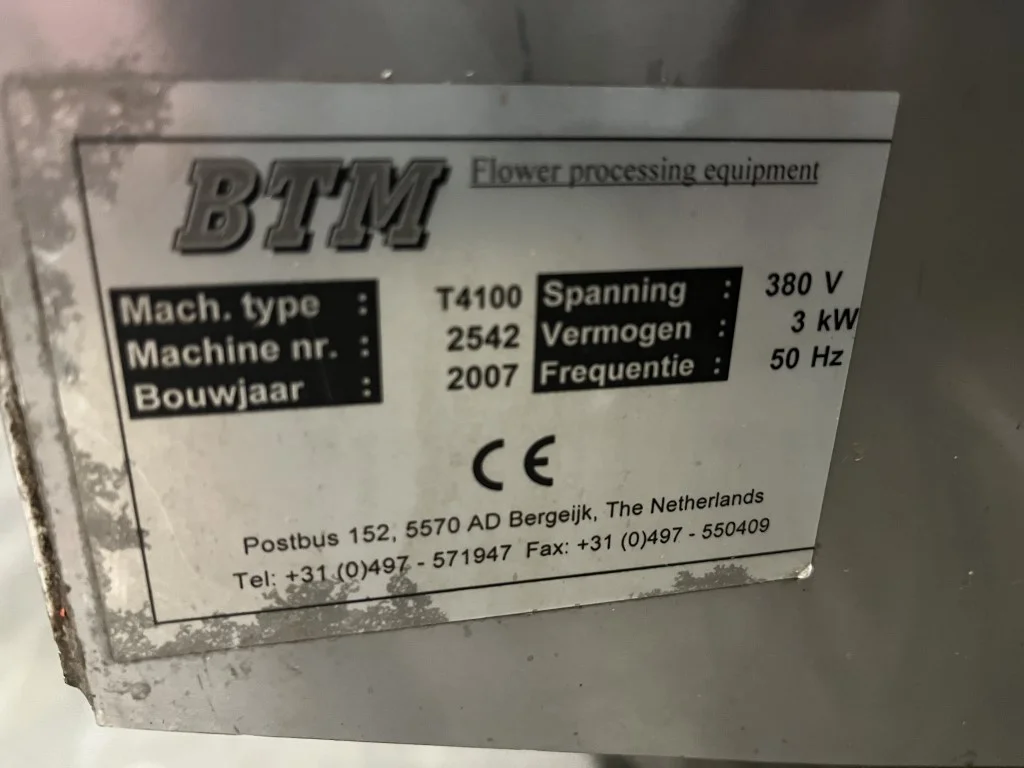 BTM Flower processing equipment
Mach. type : T4100 Spanning : 380 V
Machine nr. : 2542 Vermogen : 3 kW
Bouwjaar : 2007 Frequentie : 50 Hz
CE
Postbus 152, 5570 AD Bergeijk, The Netherlands
Tel: +31 (0)497 - 571947 Fax: +31 (0)497 - 550409